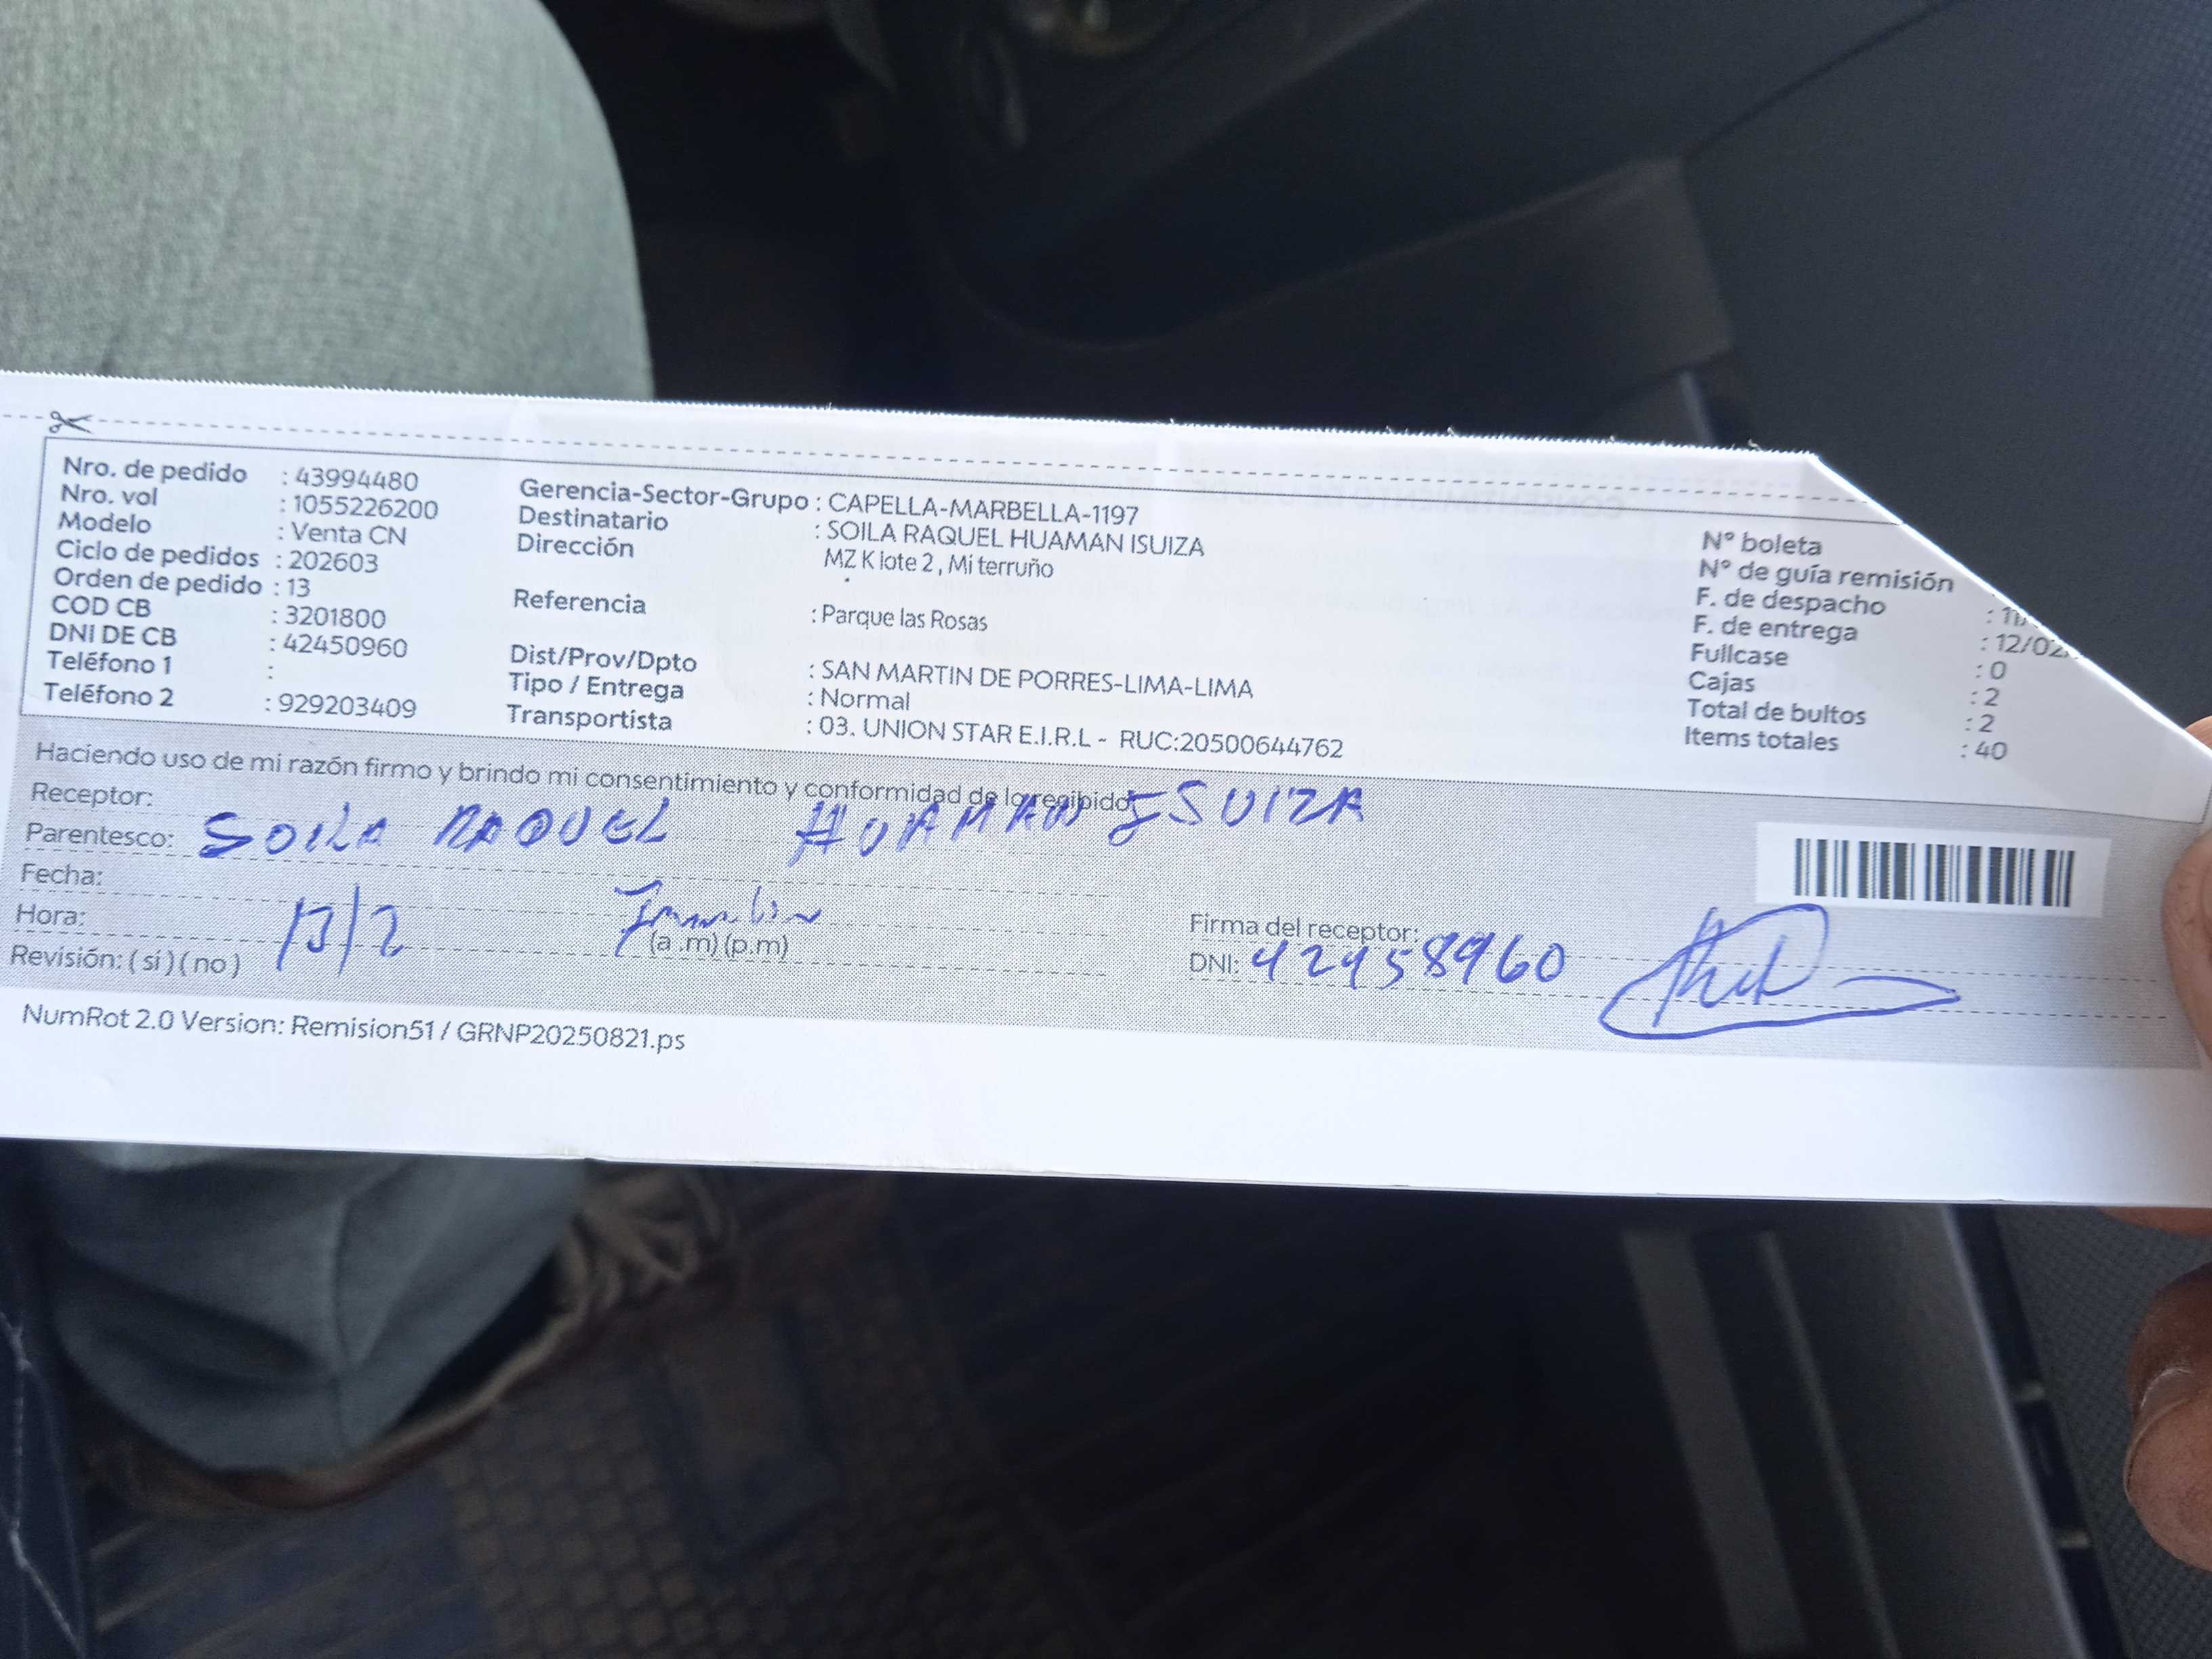 Nro. de pedido : 43994480
Nro. vol : 1055226200
Modelo : Venta CN
Ciclo de pedidos : 202603
Orden de pedido : 13
COD CB : 3201800
DNI DE CB : 42450960
Teléfono 1 :
Teléfono 2 : 929203409
Gerencia-Sector-Grupo : CAPELLA-MARBELLA-1197
Destinatario : SOILA RAQUEL HUAMAN ISUIZA
Dirección MZ K lote 2 , Mi terruño
Referencia : Parque las Rosas
Dist/Prov/Dpto : SAN MARTIN DE PORRES-LIMA-LIMA
Tipo / Entrega : Normal
Transportista : 03. UNION STAR E.I.R.L - RUC:20500644762
N° boleta
N° de guía remisión
F. de despacho : 11/
F. de entrega : 12/02
Fullcase : 0
Cajas : 2
Total de bultos : 2
Items totales : 40
Haciendo uso de mi razón firmo y brindo mi consentimiento y conformidad de lo recibido
Receptor:
Parentesco: SOILA RAQUEL HUAMAN ISUIZA
Fecha:
Hora:
(a .m) (p.m)
Revisión: ( si ) ( no )
Firma del receptor:
DNI: 42458960
NumRot 2.0 Version: Remision51 / GRNP20250821.ps